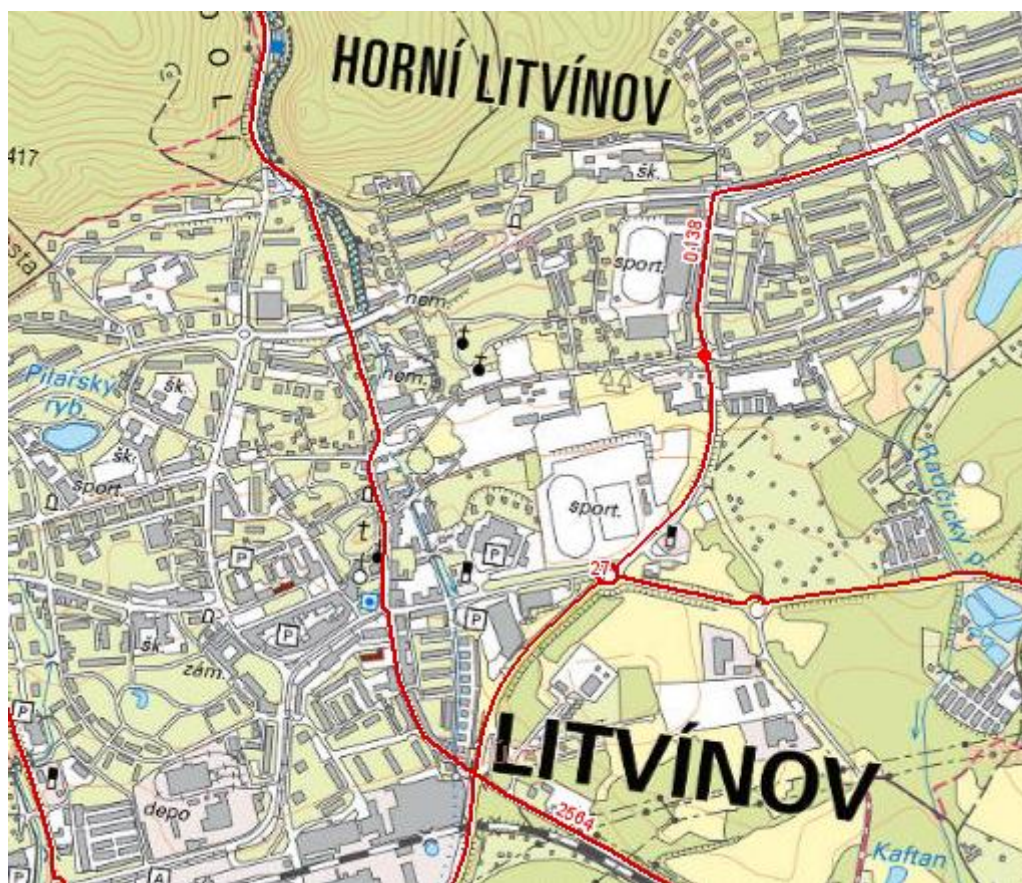 HORNÍ LITVÍNOV
417
šk.
sport.
0.138
nem.
nem.
Pilařský
ryb.
šk.
šk.
sport.
sport.
Radčický p.
P
P
P
27
šk.
zám.
P
LITVÍNOV
depo
2564
Kaftan
P
A